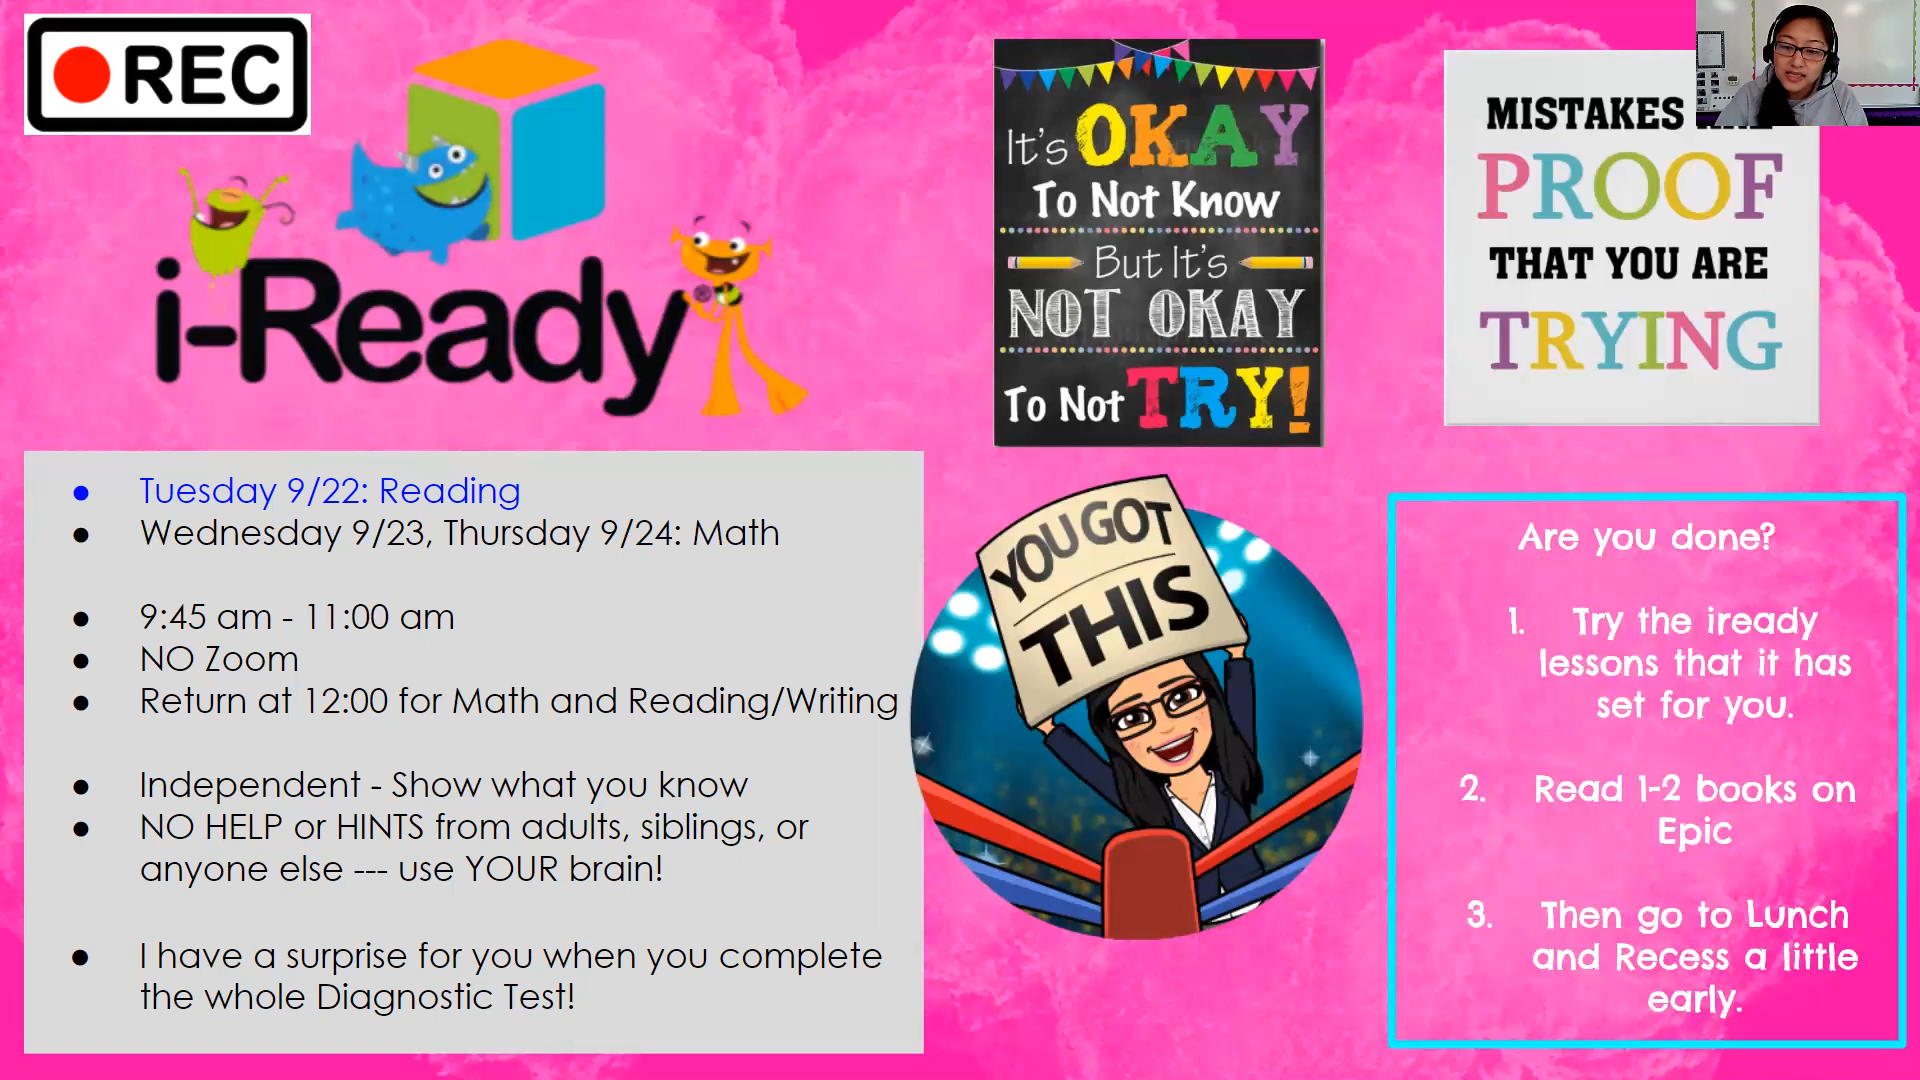 REC
i-Ready
It's OKAY
To Not Know
But It's
NOT OKAY
To Not TRY!
MISTAKES
PROOF
THAT YOU ARE
TRYING
Tuesday 9/22: Reading
Wednesday 9/23, Thursday 9/24: Math
9:45 am - 11:00 am
NO Zoom
Return at 12:00 for Math and Reading/Writing
Independent - Show what you know
NO HELP or HINTS from adults, siblings, or
anyone else --- use YOUR brain!
I have a surprise for you when you complete
the whole Diagnostic Test!
YOU GOT
THIS
Are you done?
1. Try the iready
lessons that it has
set for you.
2. Read 1-2 books on
Epic
3. Then go to Lunch
and Recess a little
early.